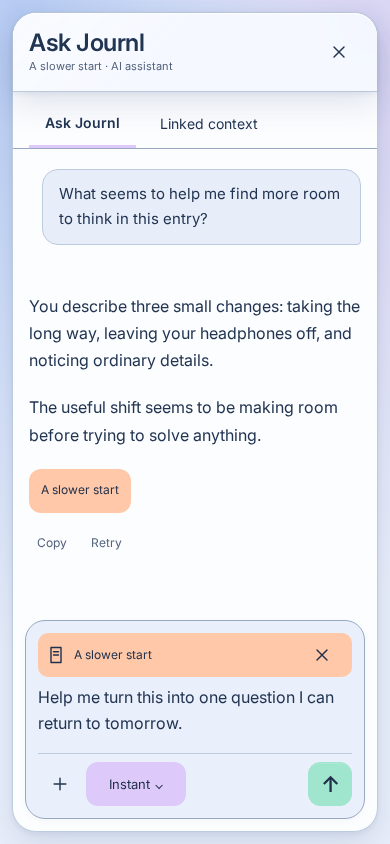 Ask Journl
A slower start · AI assistant
Ask Journl
Linked context
What seems to help me find more room
to think in this entry?
You describe three small changes: taking the
long way, leaving your headphones off, and
noticing ordinary details.
The useful shift seems to be making room
before trying to solve anything.
A slower start
Copy
Retry
A slower start
Help me turn this into one question I can
return to tomorrow.
Instant